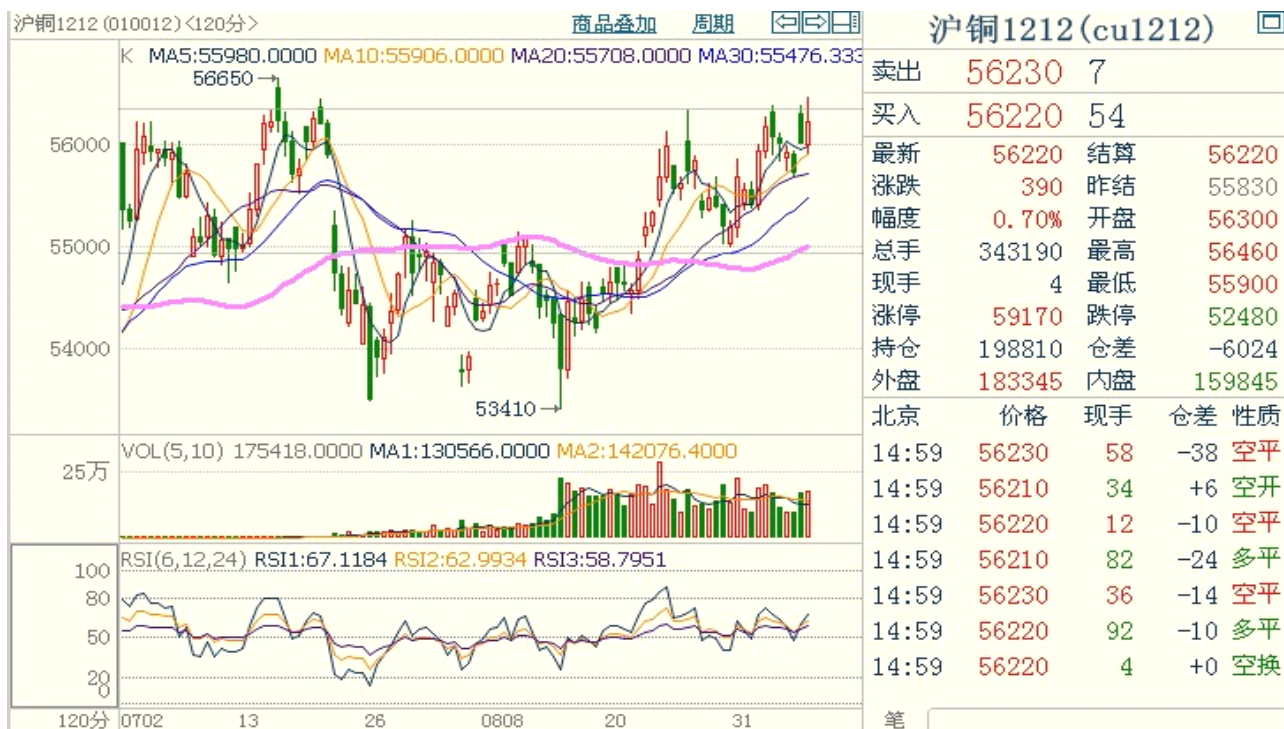 沪铜1212 (010012) <120分> 商品叠加 周期
K MA5:55980.0000 MA10:55906.0000 MA20:55708.0000 MA30:55476.333
56650
56000
55000
54000
53410
VOL(5,10) 175418.0000 MA1:130566.0000 MA2:142076.4000
25万
RSI(6,12,24) RSI1:67.1184 RSI2:62.9934 RSI3:58.7951
100
80
50
20
0
120分 0702 13 26 0808 20 31
沪铜1212(cu1212)
卖出 56230 7
买入 56220 54
最新 56220 结算 56220
涨跌 390 昨结 55830
幅度 0.70% 开盘 56300
总手 343190 最高 56460
现手 4 最低 55900
涨停 59170 跌停 52480
持仓 198810 仓差 -6024
外盘 183345 内盘 159845
北京 价格 现手 仓差 性质
14:59 56230 58 -38 空平
14:59 56210 34 +6 空开
14:59 56220 12 -10 空平
14:59 56210 82 -24 多平
14:59 56230 36 -14 空平
14:59 56220 92 -10 多平
14:59 56220 4 +0 空换
笔